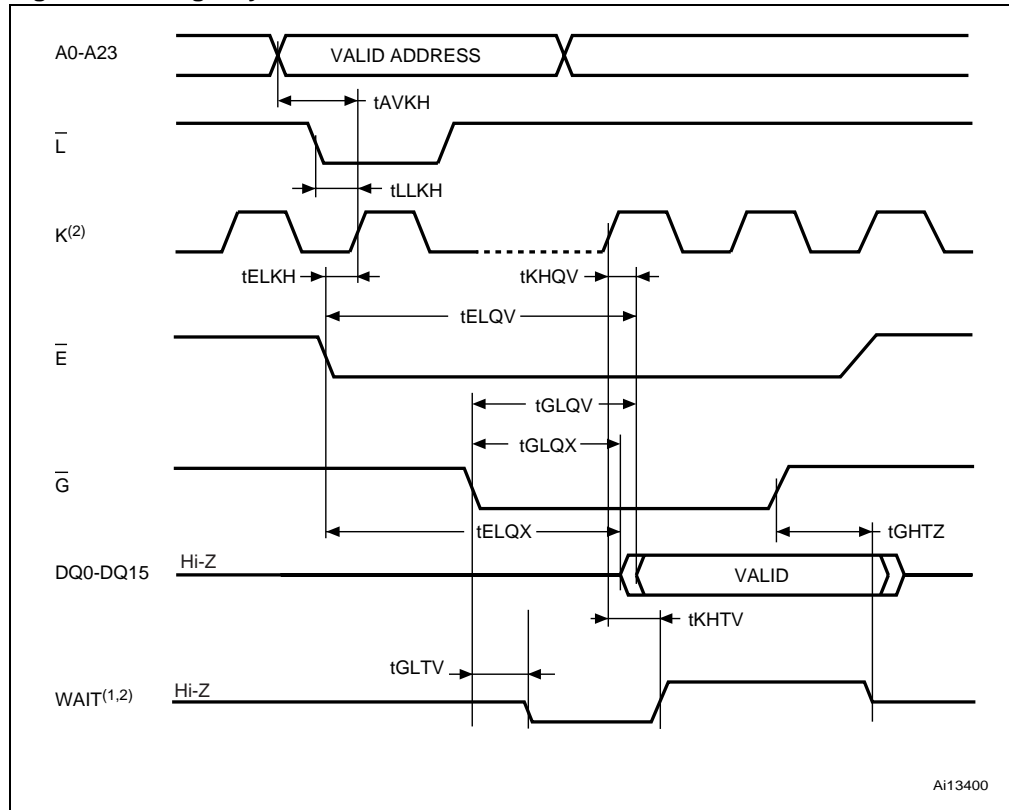 A0-A23
VALID ADDRESS
tAVKH
L
tLLKH
K(2)
tELKH
tKHQV
tELQV
E
tGLQV
tGLQX
G
tELQX
tGHTZ
DQ0-DQ15
Hi-Z
VALID
tKHTV
tGLTV
WAIT(1,2)
Hi-Z
Ai13400